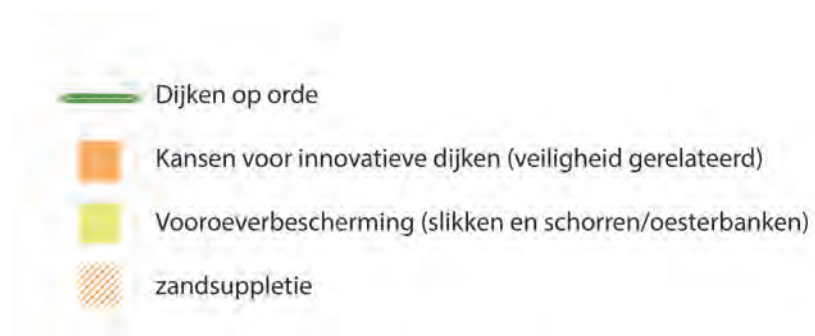 Dijken op orde
Kansen voor innovatieve dijken (veiligheid gerelateerd)
Vooroeverbescherming (slikken en schorren/oesterbanken)
zandsuppletie